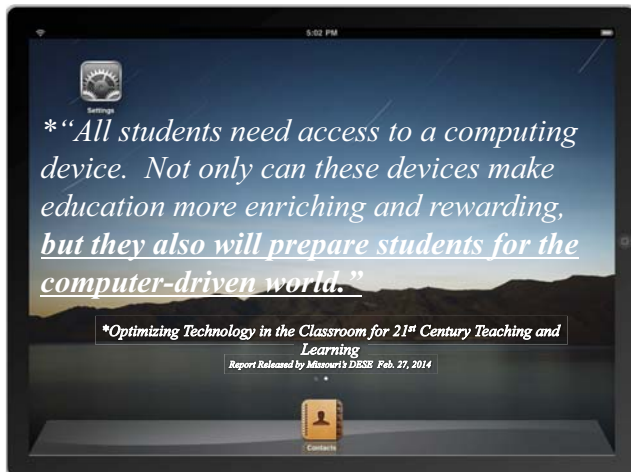 5:02 PM
Settings
*“All students need access to a computing
device. Not only can these devices make
education more enriching and rewarding,
but they also will prepare students for the
computer-driven world.”
*Optimizing Technology in the Classroom for 21st Century Teaching and
Learning
Report Released by Missouri's DESE Feb. 27, 2014
Contacts